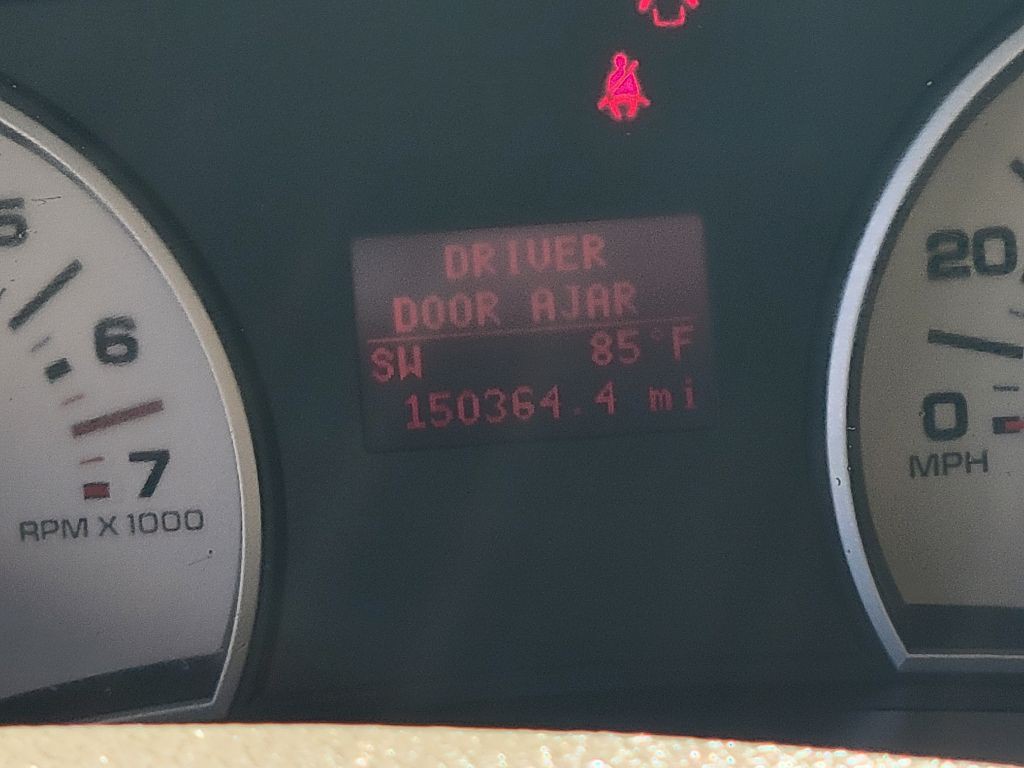 DRIVER
DOOR AJAR
SW 85°F
150364.4 mi
5
6
7
RPM X 1000
20
0
MPH